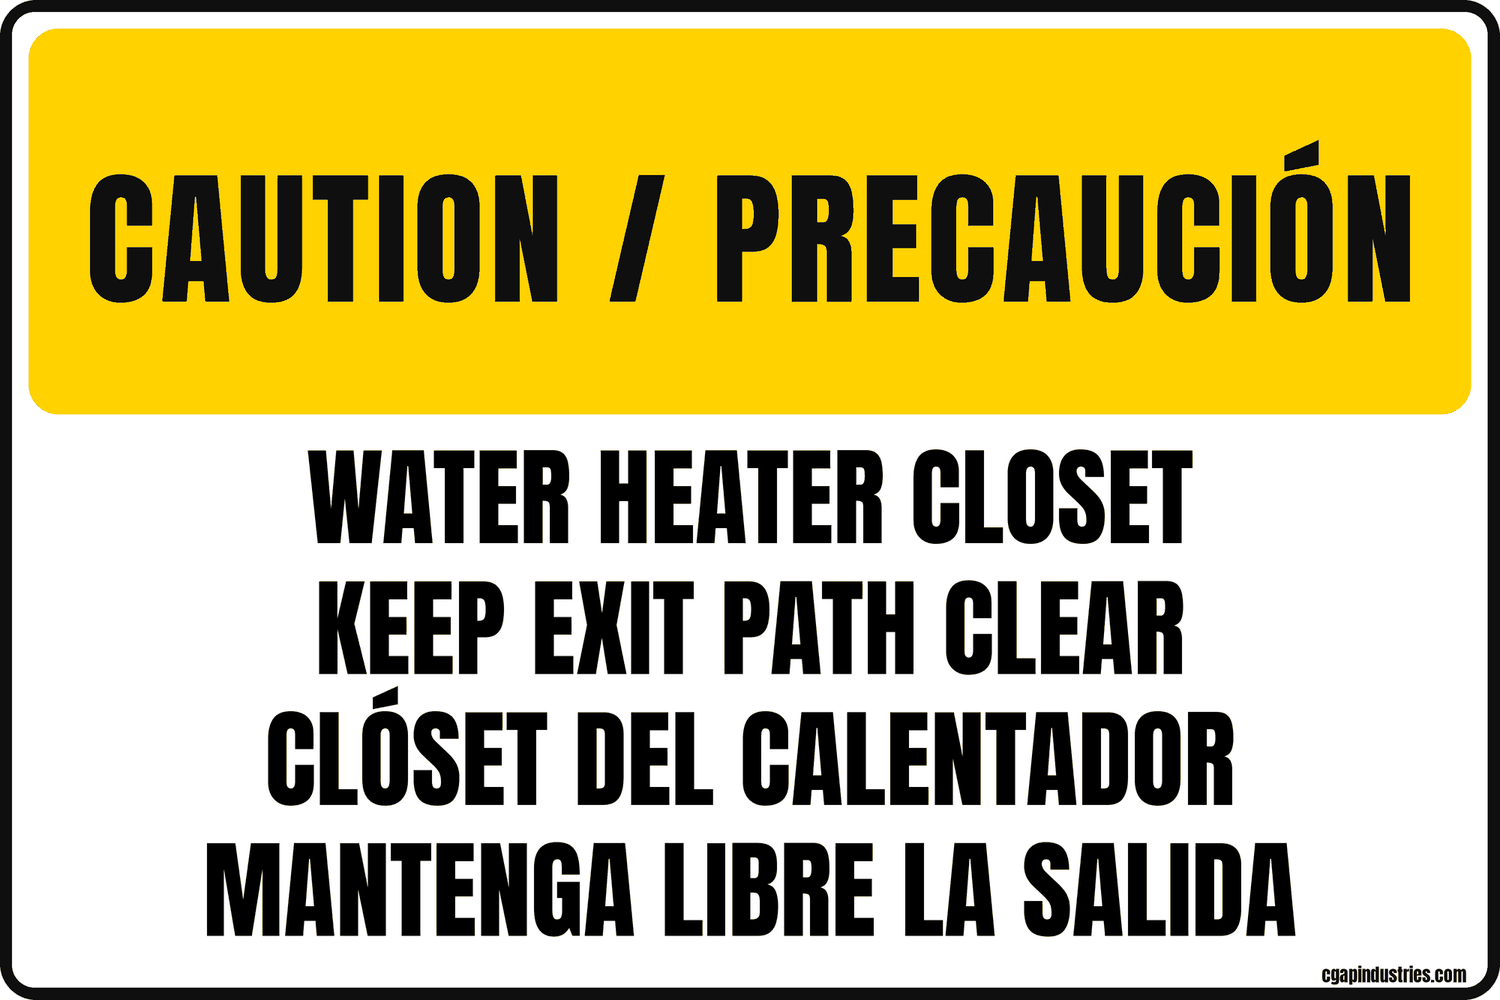 CAUTION / PRECAUCIÓN
WATER HEATER CLOSET
KEEP EXIT PATH CLEAR
CLÓSET DEL CALENTADOR
MANTENGA LIBRE LA SALIDA
cgapindustries.com